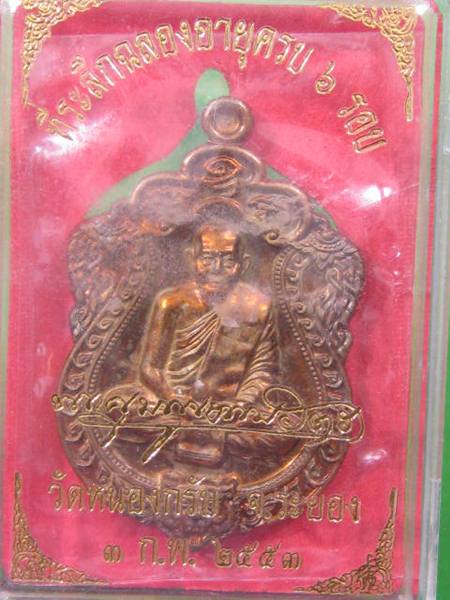 ที่ระลึกฉลองอายุครบ ๖ รอบ
วัดหนองกรับ จ.ระยอง
๓ ก.พ. ๒๕๕๓